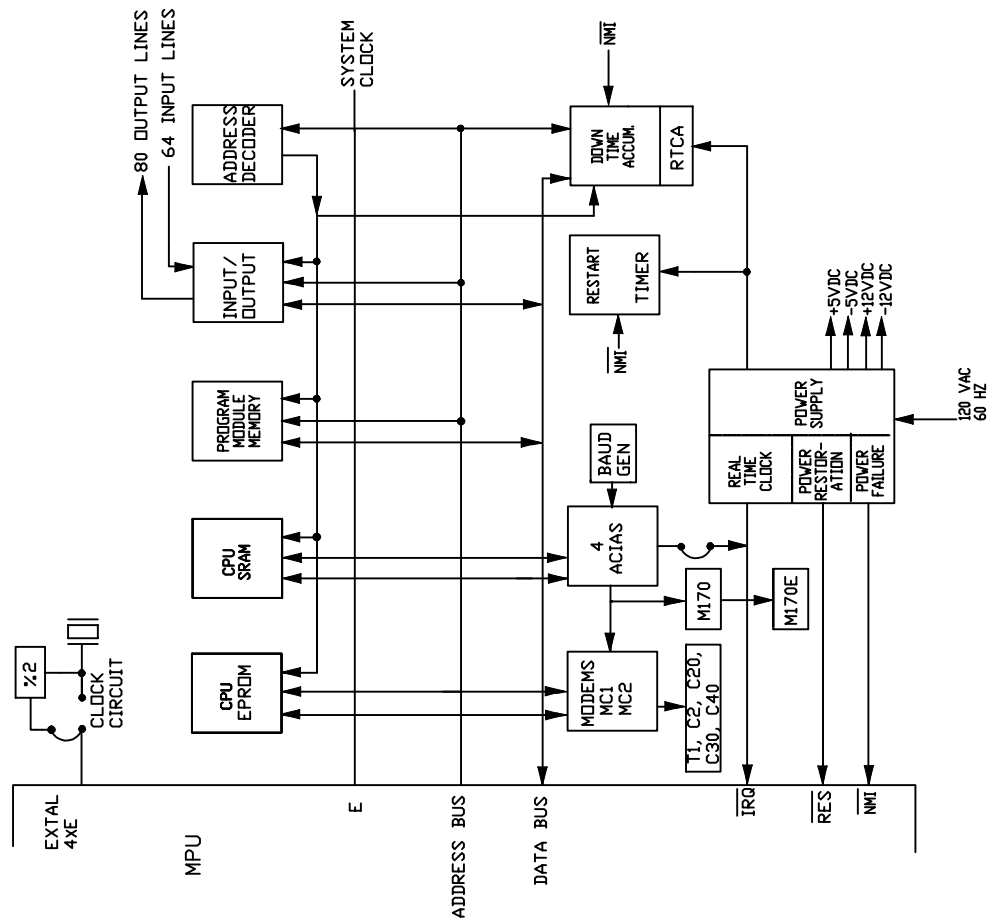 EXTAL
4XE
MPU
%2
CLOCK
CIRCUIT
E
ADDRESS BUS
DATA BUS
IRQ
RES
NMI
CPU
EPROM
CPU
SRAM
PROGRAM
MODULE
MEMORY
INPUT/
OUTPUT
ADDRESS
DECODER
80 OUTPUT LINES
64 INPUT LINES
SYSTEM
CLOCK
MODEMS
MC1
MC2
4
ACIAS
BAUD
GEN
NMI
RESTART
TIMER
DOWN
TIME
ACCUM.
RTCA
NMI
T1, C2, C20,
C30, C40
M170
M170E
REAL
TIME
CLOCK
POWER
RESTOR-
ATION
POWER
FAILURE
POWER
SUPPLY
+5VDC
-5VDC
+12VDC
-12VDC
120 VAC
60 HZ